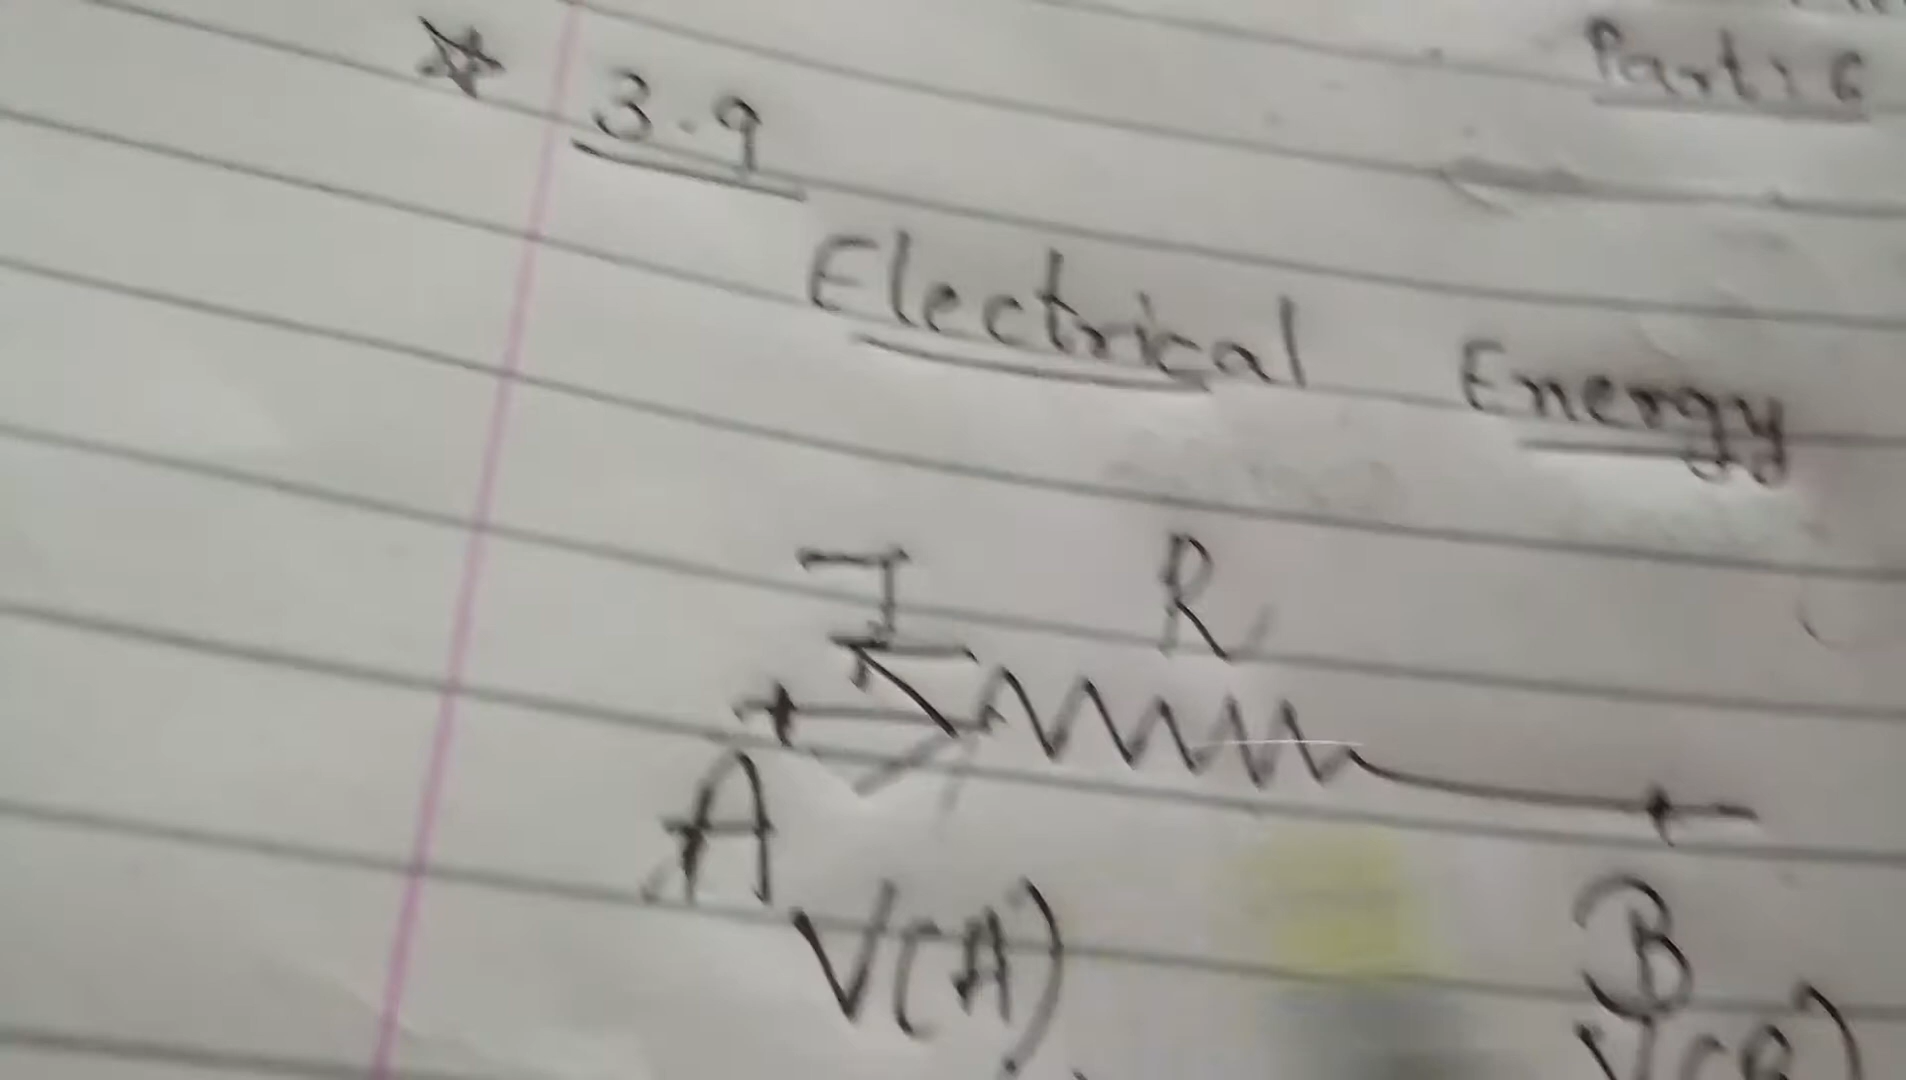 Part: 6
3.9
Electrical Energy
I R
A B
V(A) V(B)